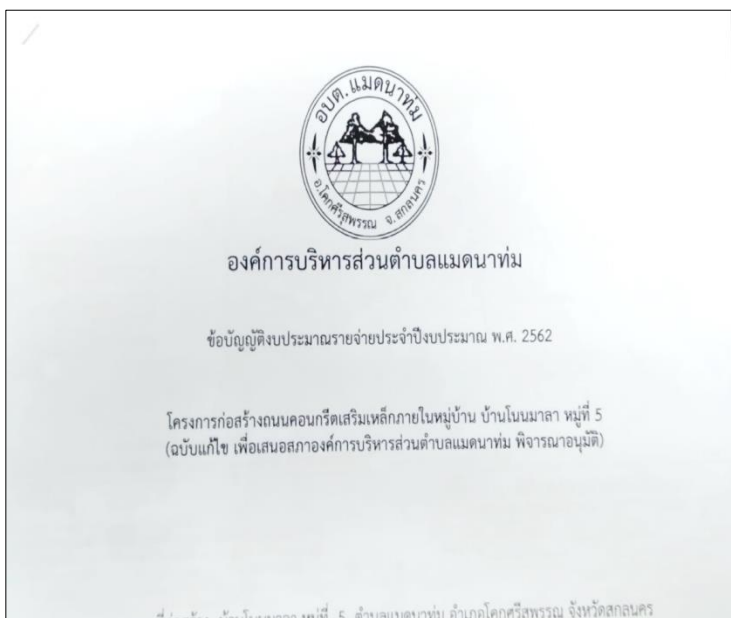 อบต.แมดนาท่ม
อ.โคกศรีสุพรรณ จ.สกลนคร
องค์การบริหารส่วนตำบลแมดนาท่ม
ข้อบัญญัติงบประมาณรายจ่ายประจำปีงบประมาณ พ.ศ. 2562
โครงการก่อสร้างถนนคอนกรีตเสริมเหล็กภายในหมู่บ้าน บ้านโนนมาลา หมู่ที่ 5
(ฉบับแก้ไข เพื่อเสนอสภาองค์การบริหารส่วนตำบลแมดนาท่ม พิจารณาอนุมัติ)
หมู่ที่ 5 ตำบลแมดนาท่ม อำเภอโคกศรีสุพรรณ จังหวัดสกลนคร